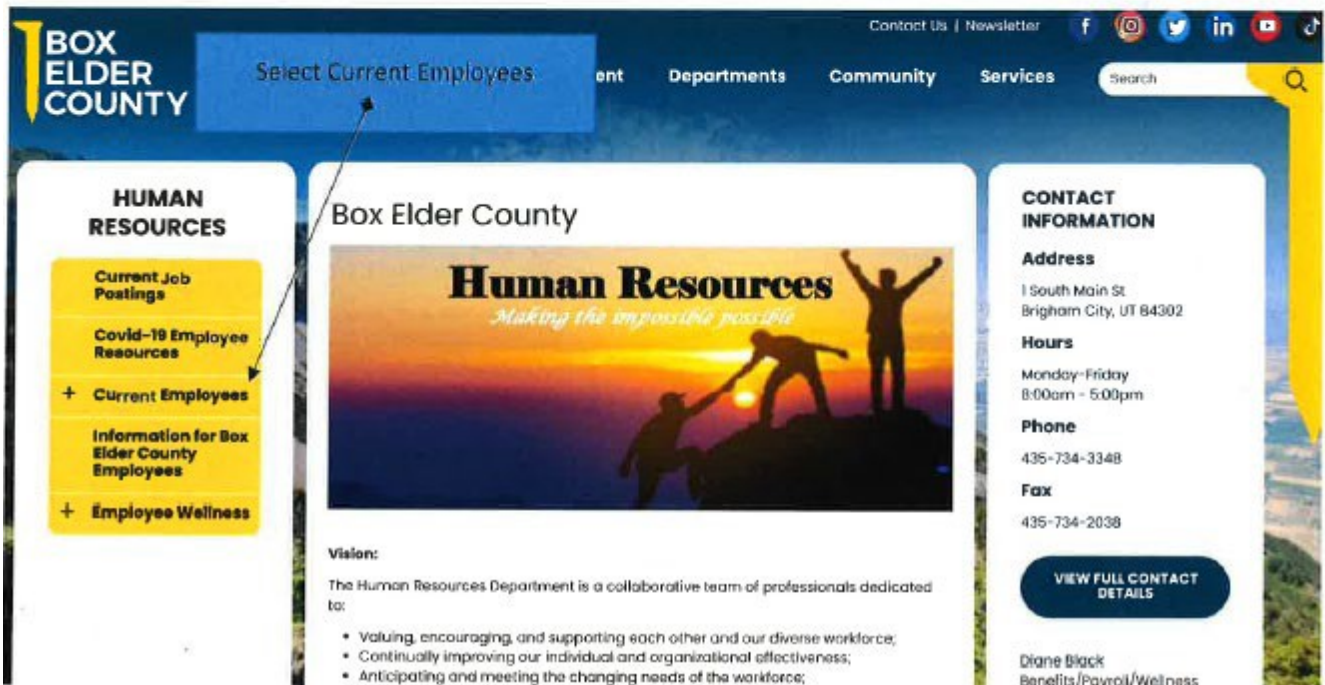 Contact Us | Newsletter
BOX
ELDER
COUNTY
Select Current Employees
ent
Departments
Community
Services
Search
HUMAN
RESOURCES
Current Job
Postings
Covid-19 Employee
Resources
+ Current Employees
Information for Box
Elder County
Employees
+ Employee Wellness
Box Elder County
Human Resources
Making the impossible possible
Vision:
The Human Resources Department is a collaborative team of professionals dedicated
to:
• Valuing, encouraging, and supporting each other and our diverse workforce;
• Continually improving our individual and organizational effectiveness;
• Anticipating and meeting the changing needs of the workforce;
CONTACT
INFORMATION
Address
1 South Main St
Brigham City, UT 84302
Hours
Monday-Friday
8:00am - 5:00pm
Phone
435-734-3348
Fax
435-734-2038
VIEW FULL CONTACT
DETAILS
Diane Black
Benefits/Payroll/Wellness